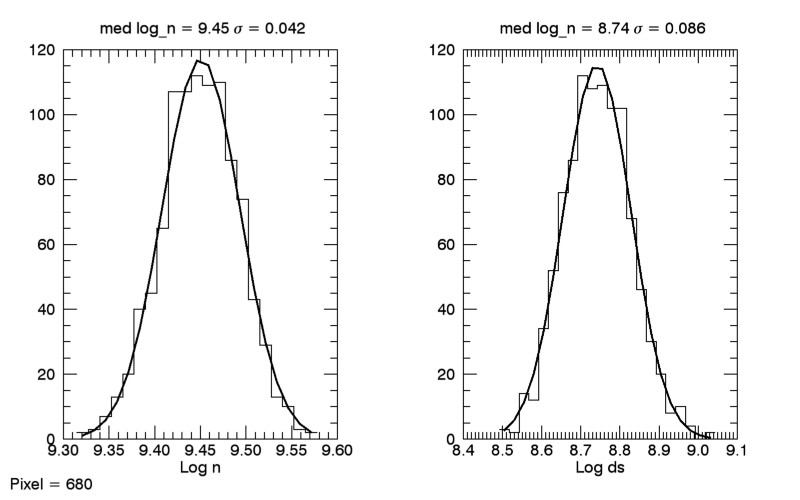 med log_n = 9.45 σ = 0.042
med log_n = 8.74 σ = 0.086
120
100
80
60
40
20
0
9.30 9.35 9.40 9.45 9.50 9.55 9.60
Log n
120
100
80
60
40
20
0
8.4 8.5 8.6 8.7 8.8 8.9 9.0 9.1
Log ds
Pixel = 680